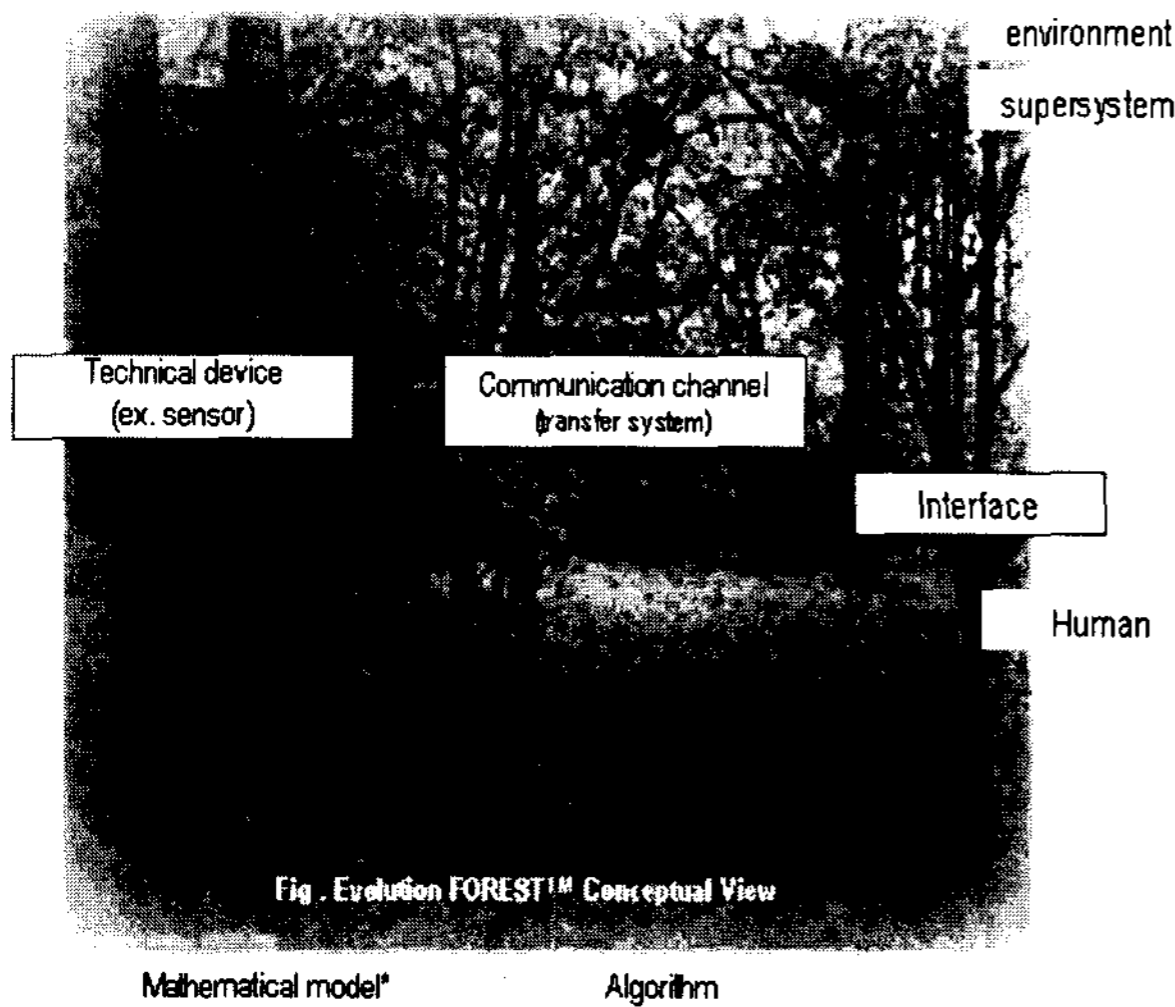 environment
supersystem
Technical device
(ex. sensor)
Communication channel
(transfer system)
Interface
Human
Fig . Evolution FOREST™ Conceptual View
Mathematical model*
Algorithm